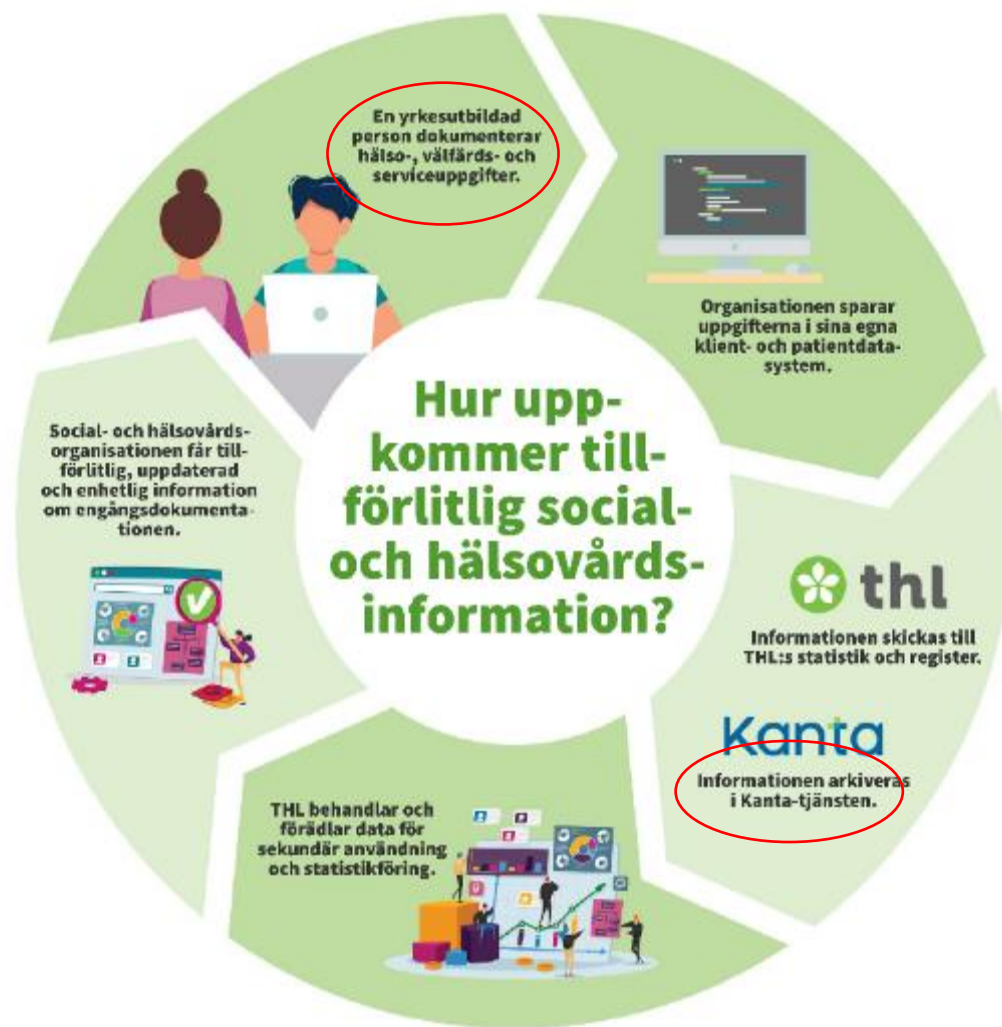 En yrkesutbildad
person dokumenterar
hälso-, välfärds- och
serviceuppgifter.
Organisationen sparar
uppgifterna i sina egna
klient- och patientdata-
system.
thl
Informationen skickas till
THL:s statistik och register.
Kanta
Informationen arkiveras
i Kanta-tjänsten.
THL behandlar och
förädlar data för
sekundär användning
och statistikföring.
Social- och hälsovårds-
organisationen får till-
förlitlig, uppdaterad
och enhetlig information
om engångsdokumenta-
tionen.
Hur upp-
kommer till-
förlitlig social-
och hälsovårds-
information?